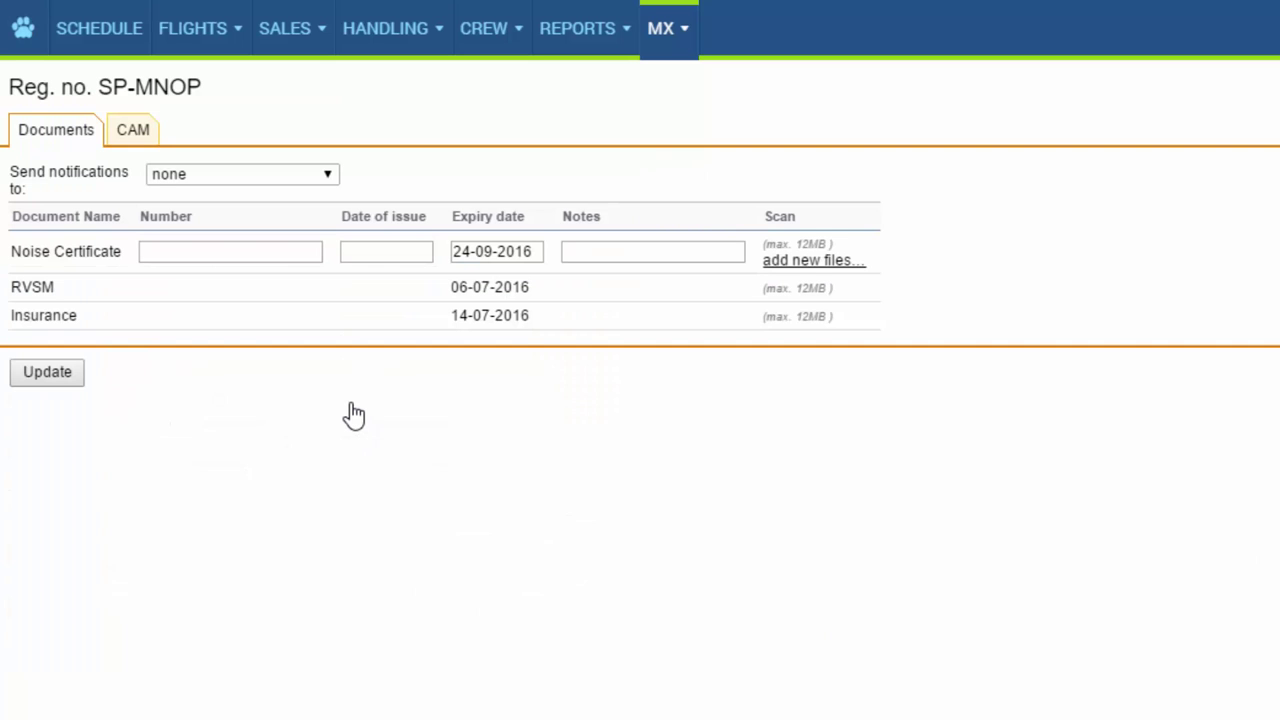 SCHEDULE FLIGHTS SALES HANDLING CREW REPORTS MX
Reg. no. SP-MNOP
Documents CAM
Send notifications to: none
Document Name Number Date of issue Expiry date Notes Scan
Noise Certificate 24-09-2016 (max. 12MB ) add new files...
RVSM 06-07-2016 (max. 12MB )
Insurance 14-07-2016 (max. 12MB )
Update